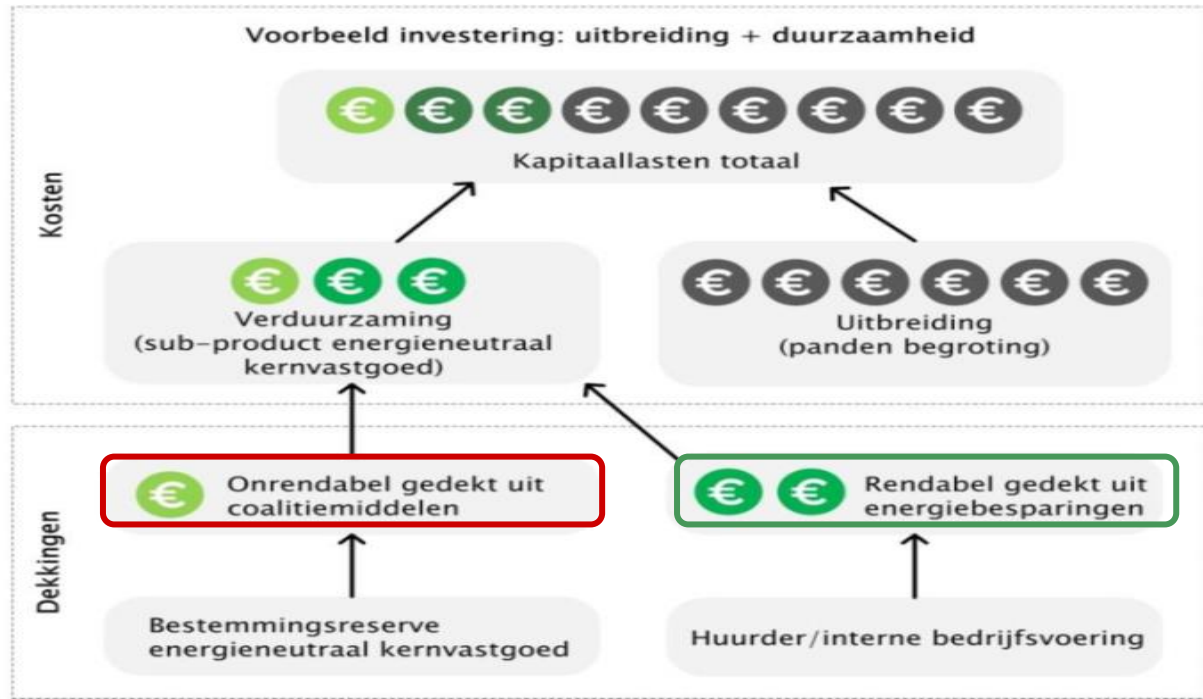 Voorbeeld investering: uitbreiding + duurzaamheid
€ € € € € € € € €
Kapitaallasten totaal
Kosten
€ € €
Verduurzaming
(sub-product energieneutraal
kernvastgoed)
€ € € € € €
Uitbreiding
(panden begroting)
Dekkingen
€
Onrendabel gedekt uit
coalitiemiddelen
€ €
Rendabel gedekt uit
energiebesparingen
Bestemmingsreserve
energieneutraal kernvastgoed
Huurder/interne bedrijfsvoering